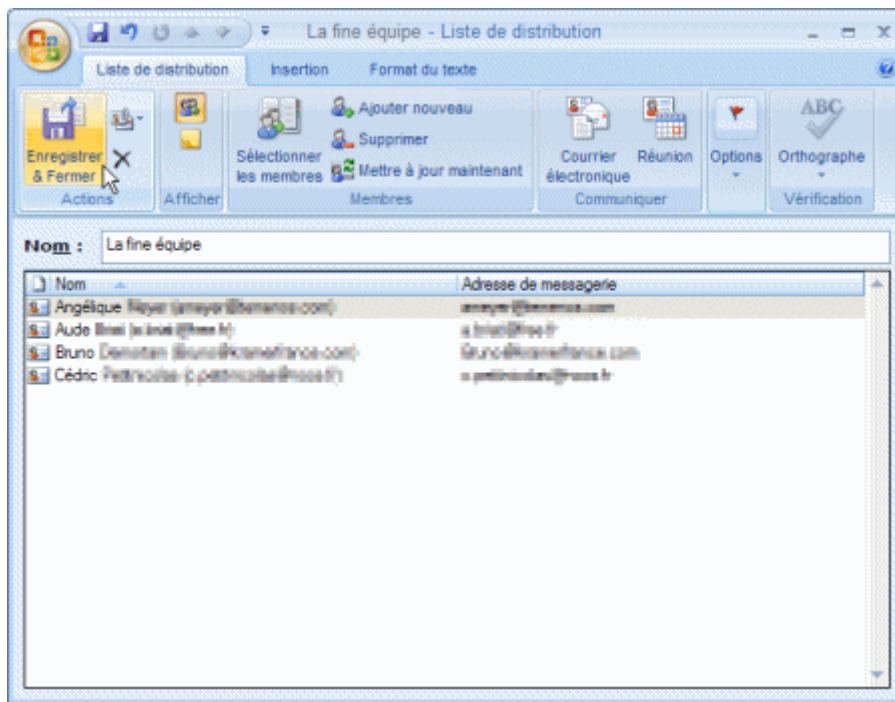 La fine équipe - Liste de distribution
Liste de distribution Insertion Format du texte
Enregistrer & Fermer
Actions
Afficher
Sélectionner les membres
Ajouter nouveau
Supprimer
Mettre à jour maintenant
Membres
Courrier électronique
Réunion
Communiquer
Options
ABC
Orthographe
Vérification
Nom : La fine équipe
Nom Adresse de messagerie
Angélique
Aude
Bruno
Cédric